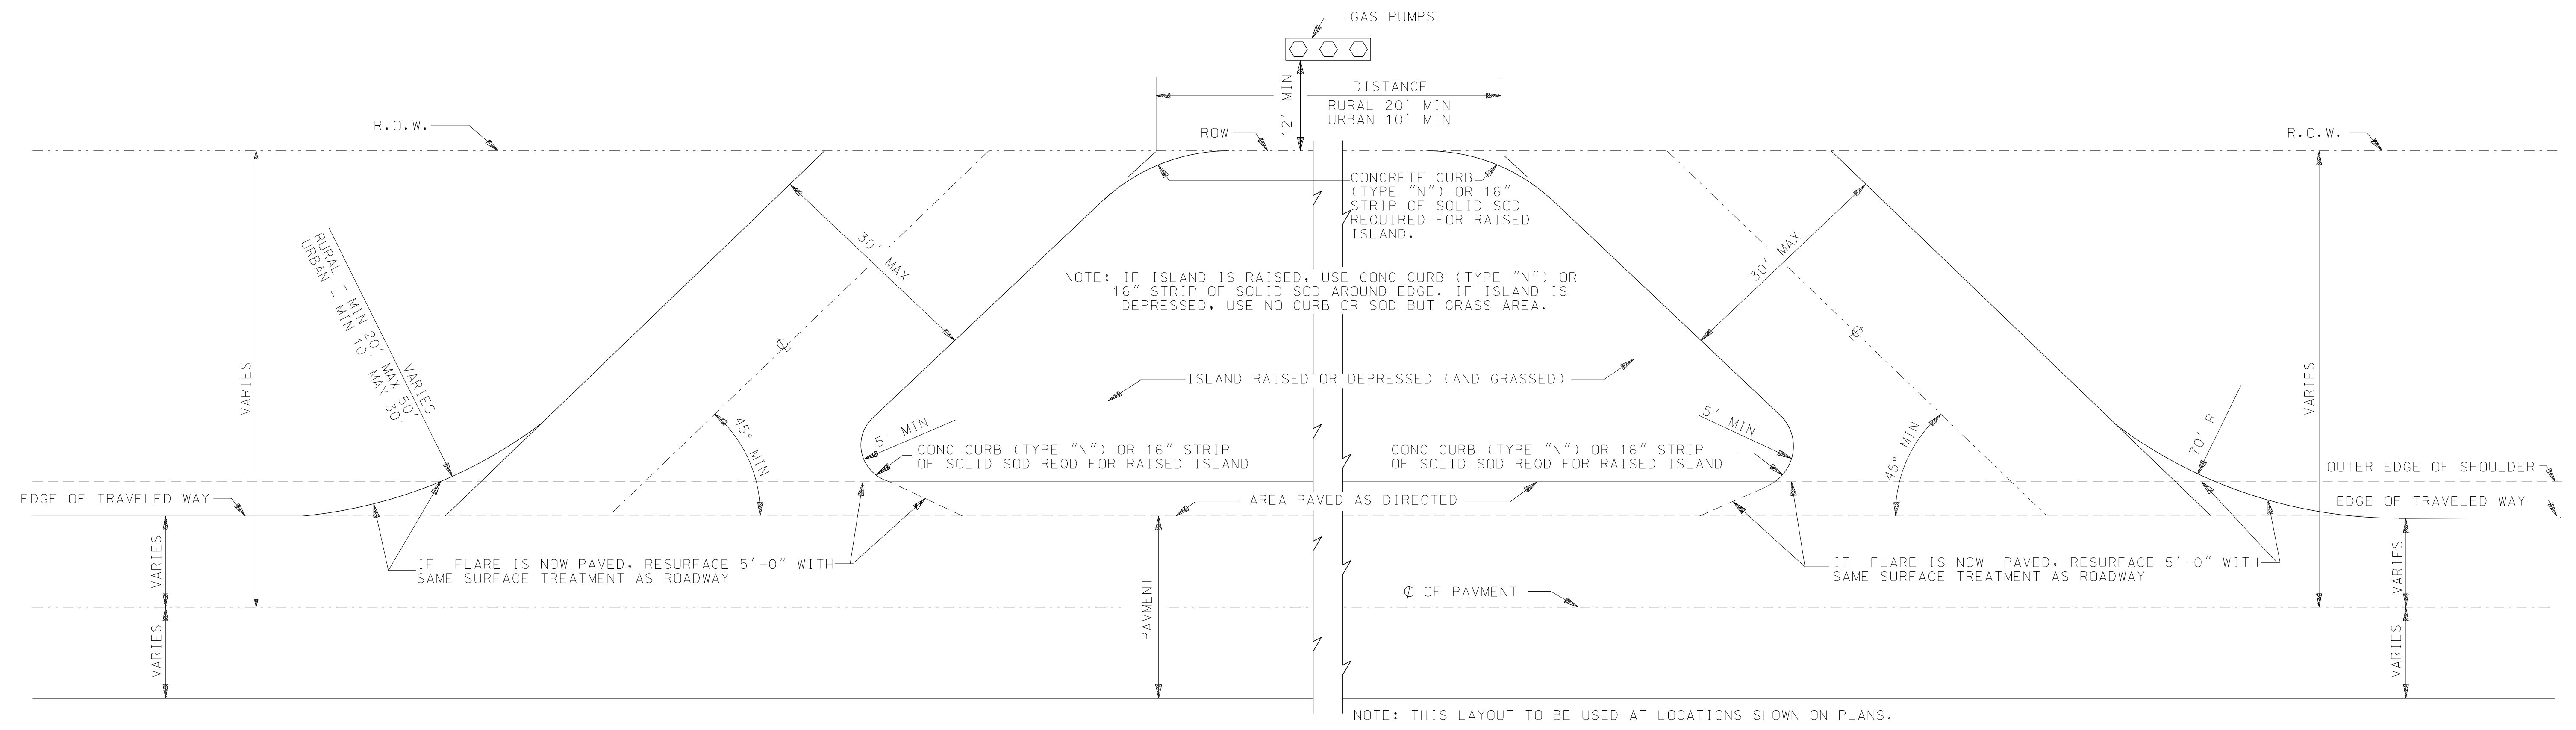 GAS PUMPS
DISTANCE
RURAL 20' MIN
URBAN 10' MIN
12' MIN
R.O.W.
ROW
R.O.W.
CONCRETE CURB
(TYPE "N") OR 16"
STRIP OF SOLID SOD
REQUIRED FOR RAISED
ISLAND.
30' MAX
30' MAX
NOTE: IF ISLAND IS RAISED, USE CONC CURB (TYPE "N") OR
16" STRIP OF SOLID SOD AROUND EDGE. IF ISLAND IS
DEPRESSED, USE NO CURB OR SOD BUT GRASS AREA.
VARIES
RURAL - MIN 20' MAX 50'
URBAN - MIN 10' MAX 30'
VARIES
℄
℄
VARIES
ISLAND RAISED OR DEPRESSED (AND GRASSED)
45° MIN
5' MIN
5' MIN
45° MIN
70' R
CONC CURB (TYPE "N") OR 16" STRIP
OF SOLID SOD REQD FOR RAISED ISLAND
CONC CURB (TYPE "N") OR 16" STRIP
OF SOLID SOD REQD FOR RAISED ISLAND
OUTER EDGE OF SHOULDER
EDGE OF TRAVELED WAY
AREA PAVED AS DIRECTED
EDGE OF TRAVELED WAY
VARIES
IF FLARE IS NOW PAVED, RESURFACE 5'-0" WITH
SAME SURFACE TREATMENT AS ROADWAY
IF FLARE IS NOW PAVED, RESURFACE 5'-0" WITH
SAME SURFACE TREATMENT AS ROADWAY
VARIES
PAVMENT
℄ OF PAVMENT
VARIES
VARIES
NOTE: THIS LAYOUT TO BE USED AT LOCATIONS SHOWN ON PLANS.